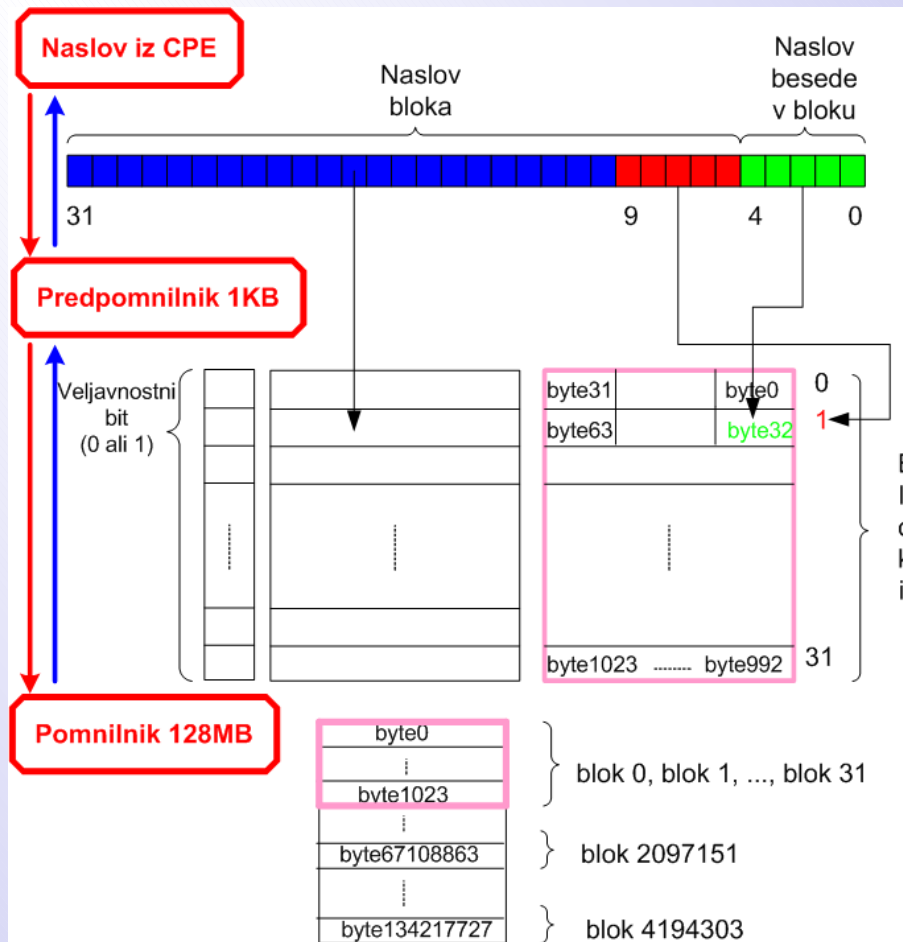 Naslov iz CPE
Naslov
bloka
Naslov
besede
v bloku
31
9
4
0
Predpomnilnik 1KB
Veljavnostni
bit
(0 ali 1)
byte31
byte0
0
byte63
byte32
1
byte1023
byte992
31
Pomnilnik 128MB
byte0
byte1023
blok 0, blok 1, ..., blok 31
byte67108863
blok 2097151
byte134217727
blok 4194303